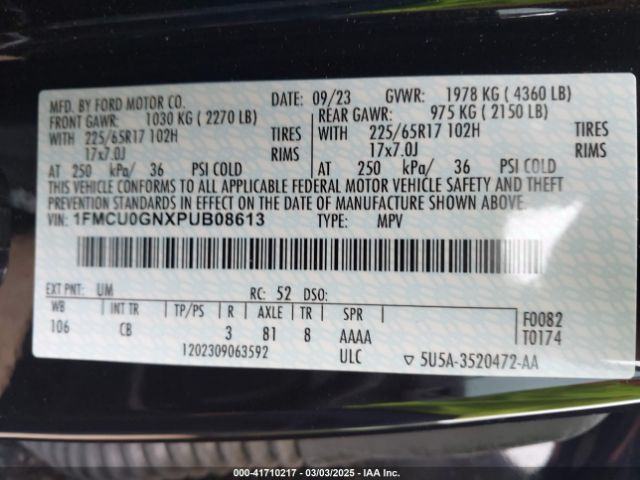 MFD. BY FORD MOTOR CO. DATE: 09/23 GVWR: 1978 KG ( 4360 LB)
FRONT GAWR: 1030 KG ( 2270 LB) REAR GAWR: 975 KG ( 2150 LB)
WITH 225/65R17 102H TIRES WITH 225/65R17 102H TIRES
17x7.0J RIMS 17x7.0J RIMS
AT 250 kPa/ 36 PSI COLD AT 250 kPa/ 36 PSI COLD
THIS VEHICLE CONFORMS TO ALL APPLICABLE FEDERAL MOTOR VEHICLE SAFETY AND THEFT
PREVENTION STANDARDS IN EFFECT ON THE DATE OF MANUFACTURE SHOWN ABOVE.
VIN: 1FMCU0GNXPUB08613 TYPE: MPV
EXT PNT: UM RC: 52 DSO:
WB INT TR TP/PS R AXLE TR SPR
106 CB 3 81 8 AAAA
F0082
T0174
1202309063592 ULC ▽ 5U5A-3520472-AA
000-41710217 - 03/03/2025 - IAA Inc.